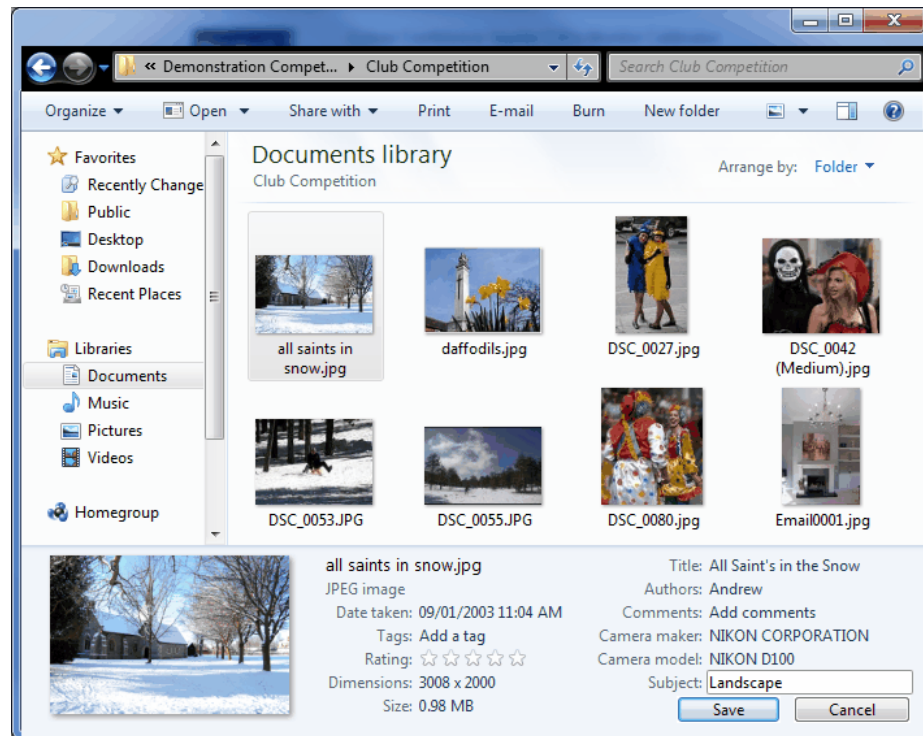 « Demonstration Compet... ▸ Club Competition
Search Club Competition
Organize ▾ Open ▾ Share with ▾ Print E-mail Burn New folder
Favorites
Recently Change
Public
Desktop
Downloads
Recent Places
Libraries
Documents
Music
Pictures
Videos
Homegroup
Documents library
Club Competition
Arrange by: Folder ▾
all saints in
snow.jpg
daffodils.jpg
DSC_0027.jpg
DSC_0042
(Medium).jpg
DSC_0053.JPG
DSC_0055.JPG
DSC_0080.jpg
Email0001.jpg
all saints in snow.jpg
JPEG image
Date taken: 09/01/2003 11:04 AM
Tags: Add a tag
Rating:
Dimensions: 3008 x 2000
Size: 0.98 MB
Title: All Saint's in the Snow
Authors: Andrew
Comments: Add comments
Camera maker: NIKON CORPORATION
Camera model: NIKON D100
Subject: Landscape
Save Cancel